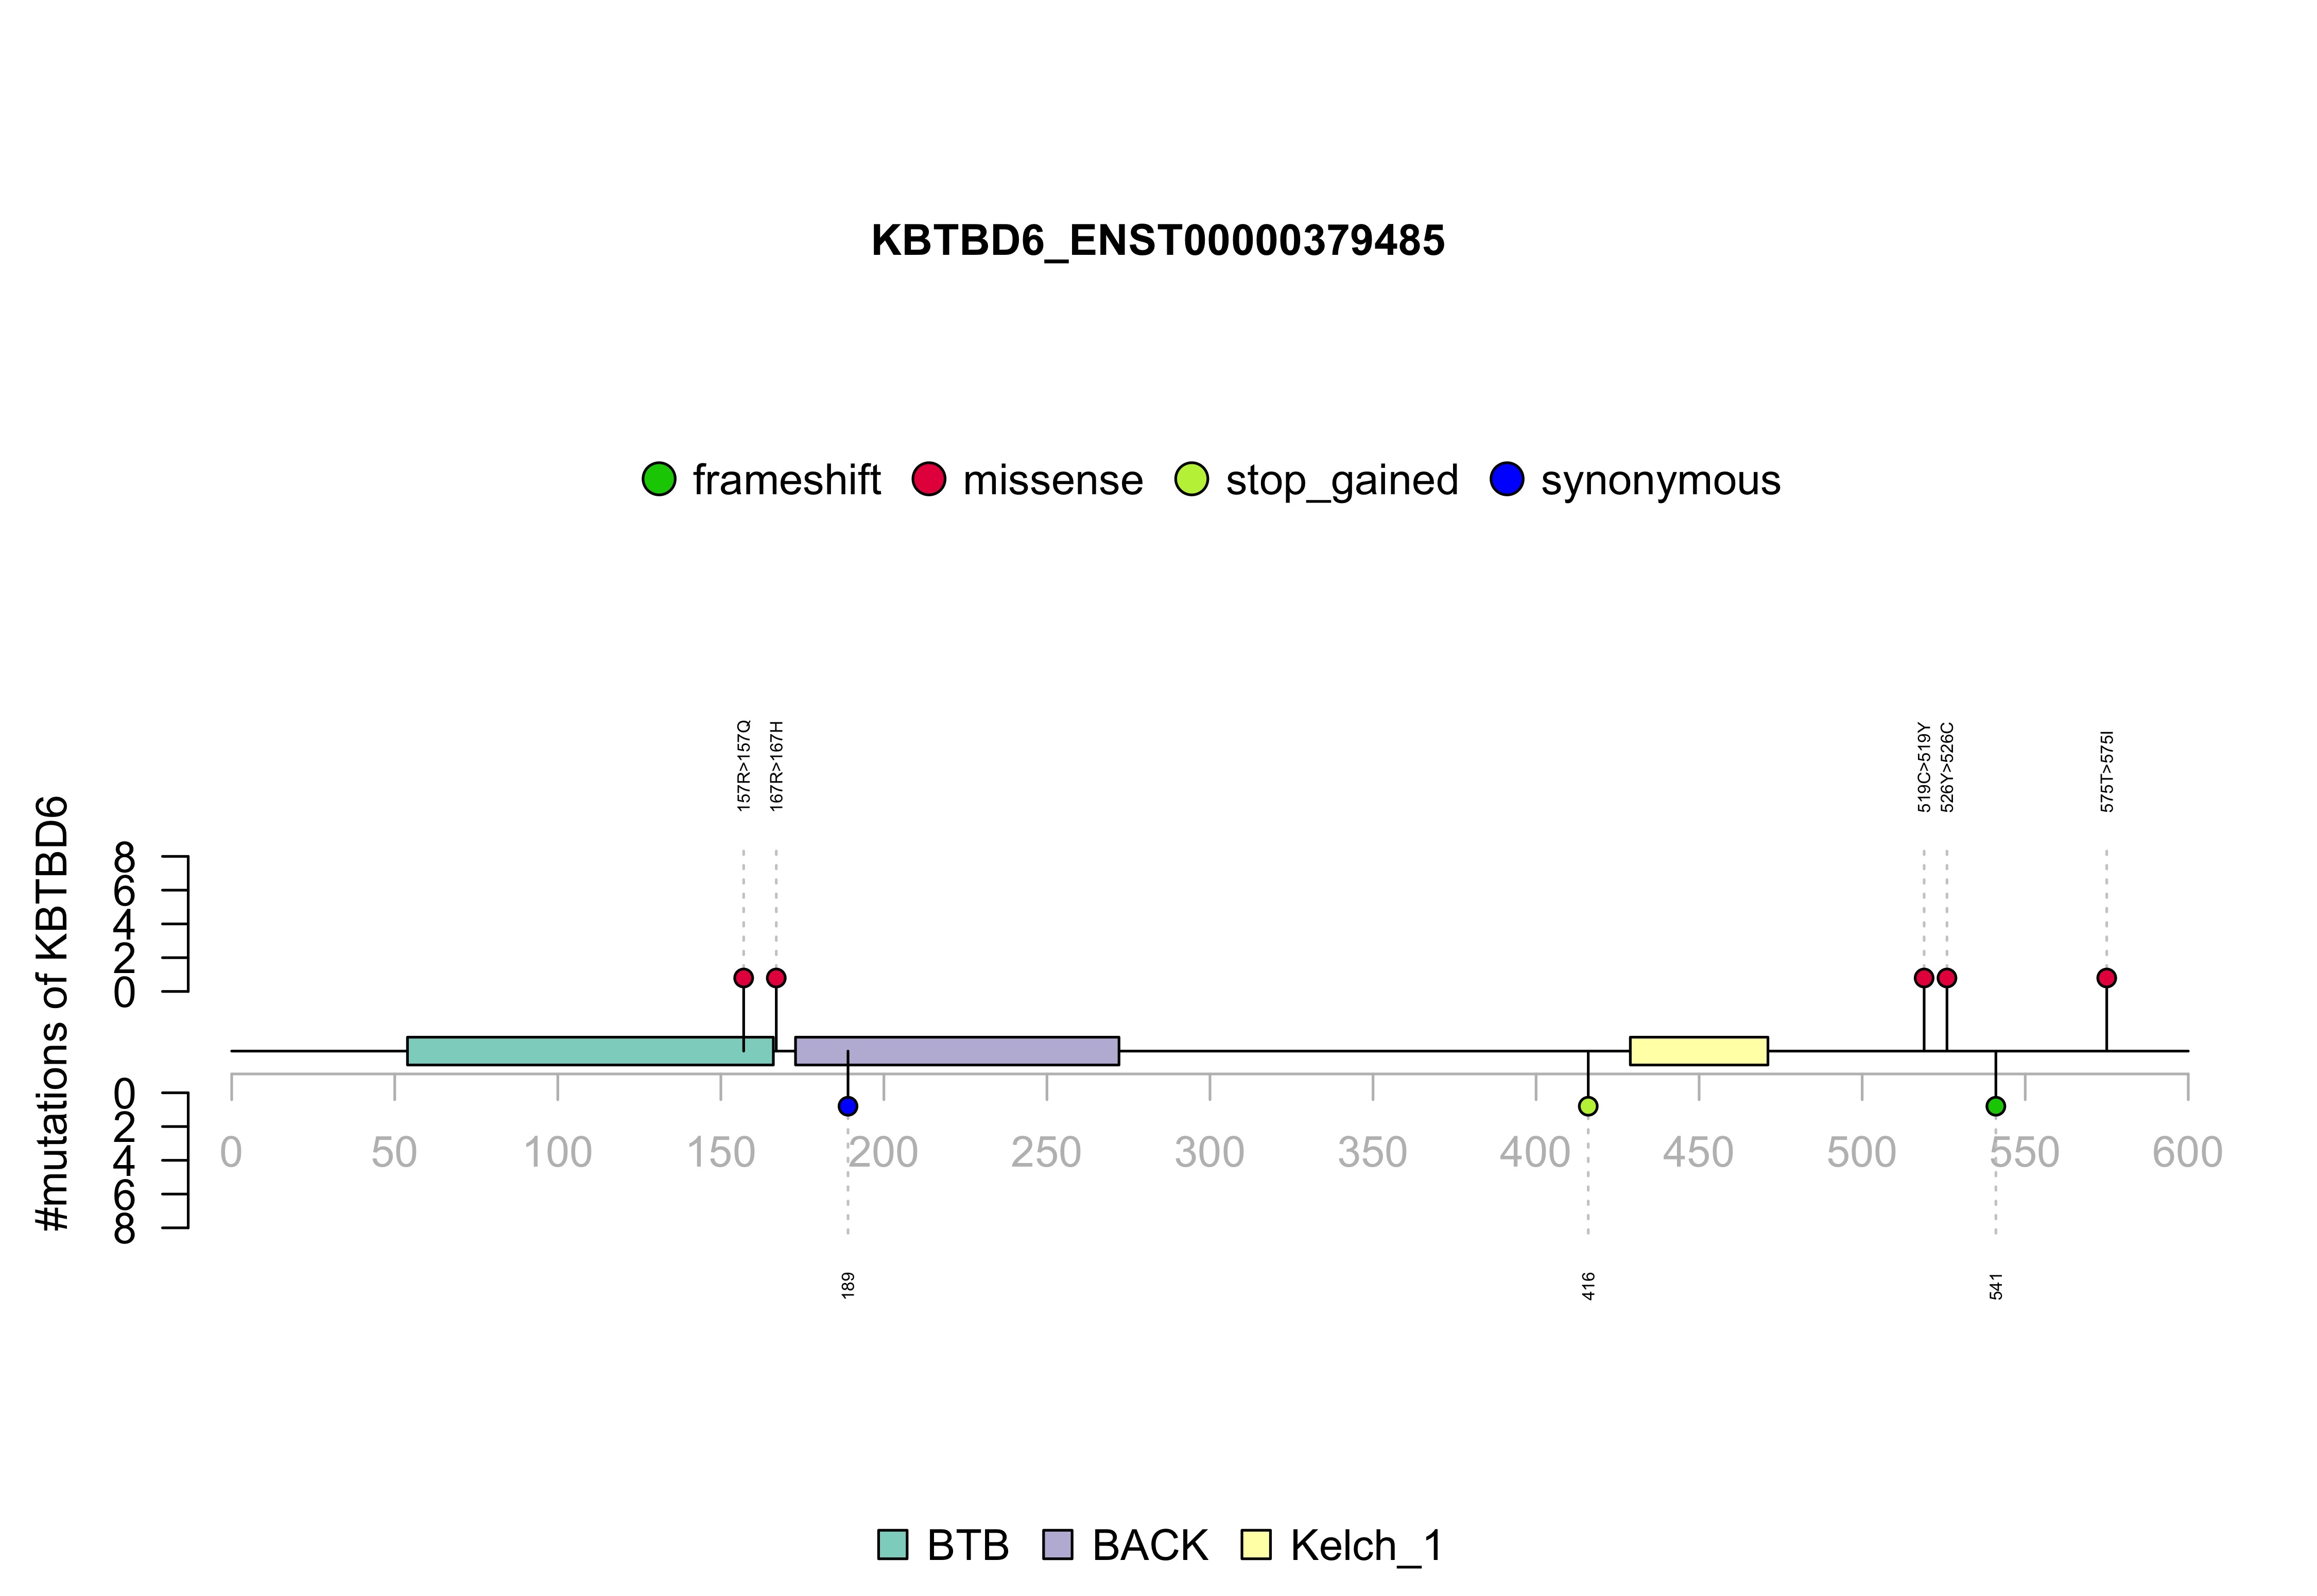 KBTBD6_ENST00000379485
frameshift missense stop_gained synonymous
157R>157Q
167R>167H
519C>519Y
526Y>526C
575T>575I
#mutations of KBTBD6
8
6
4
2
0
0
2
4
6
8
0 50 100 150 200 250 300 350 400 450 500 550 600
189
416
541
BTB BACK Kelch_1